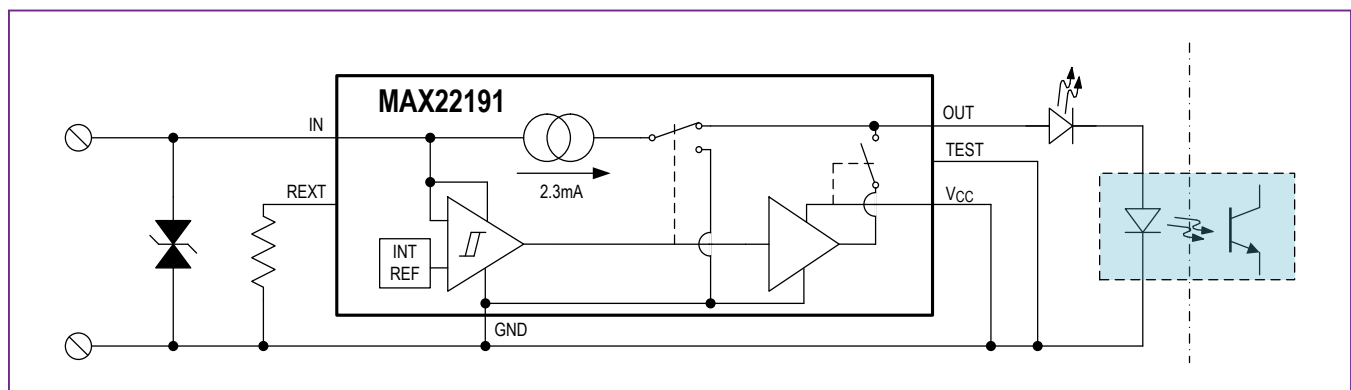 MAX22191
IN
OUT
TEST
REXT
2.3mA
VCC
INT
REF
GND